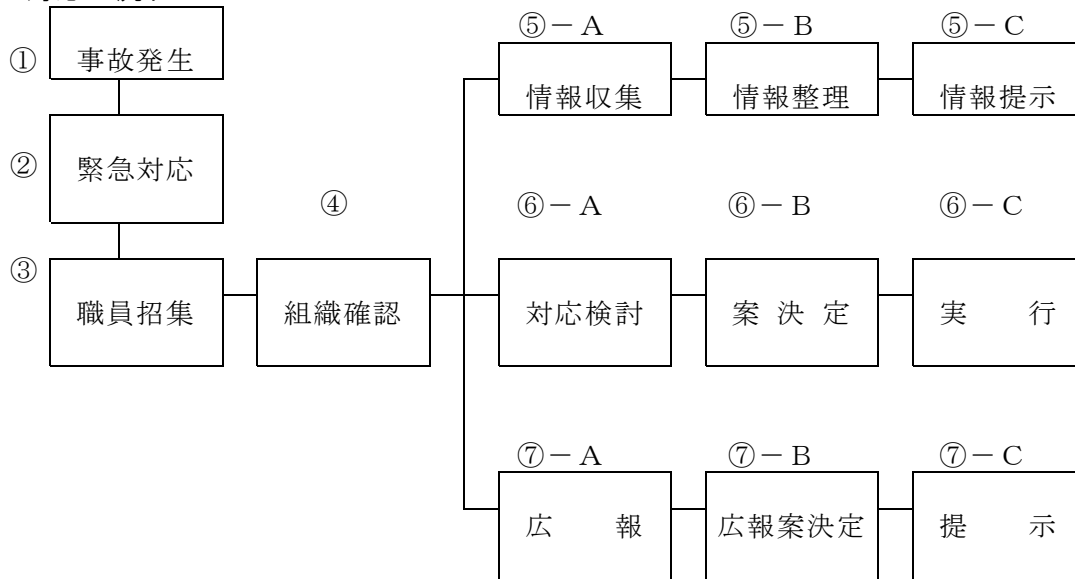 ⑤－A ⑤－B ⑤－C
① 事故発生
情報収集 情報整理 情報提示
② 緊急対応
④ ⑥－A ⑥－B ⑥－C
③
職員招集 組織確認 対応検討 案決定 実行
⑦－A ⑦－B ⑦－C
広報 広報案決定 提示